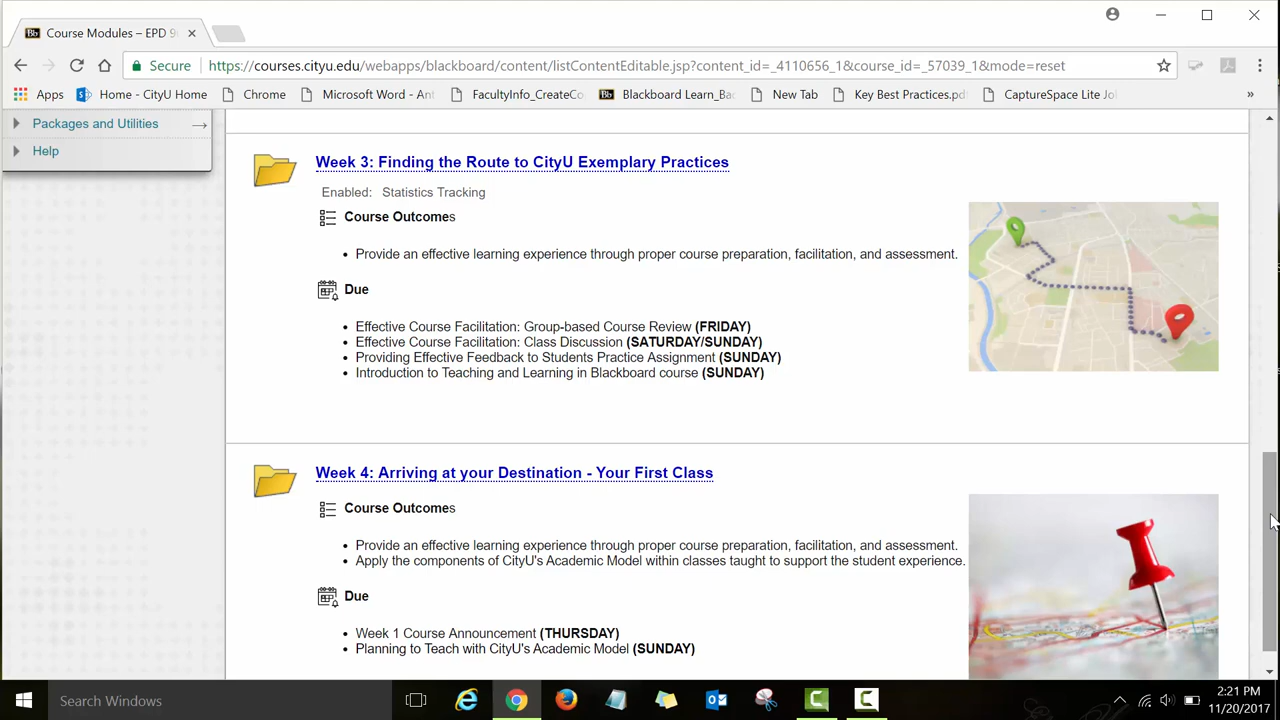 Course Modules – EPD 9
Secure
https://courses.cityu.edu/webapps/blackboard/content/listContentEditable.jsp?content_id=_4110656_1&course_id=_57039_1&mode=reset
Apps Home - CityU Home Chrome Microsoft Word - Ant FacultyInfo_CreateCo Blackboard Learn_Bac New Tab Key Best Practices.pdf CaptureSpace Lite Jo »
Packages and Utilities
Help
Week 3: Finding the Route to CityU Exemplary Practices
Enabled: Statistics Tracking
Course Outcomes
• Provide an effective learning experience through proper course preparation, facilitation, and assessment.
Due
• Effective Course Facilitation: Group-based Course Review (FRIDAY)
• Effective Course Facilitation: Class Discussion (SATURDAY/SUNDAY)
• Providing Effective Feedback to Students Practice Assignment (SUNDAY)
• Introduction to Teaching and Learning in Blackboard course (SUNDAY)
Week 4: Arriving at your Destination - Your First Class
Course Outcomes
• Provide an effective learning experience through proper course preparation, facilitation, and assessment.
• Apply the components of CityU's Academic Model within classes taught to support the student experience.
Due
• Week 1 Course Announcement (THURSDAY)
• Planning to Teach with CityU's Academic Model (SUNDAY)
Search Windows
2:21 PM
11/20/2017